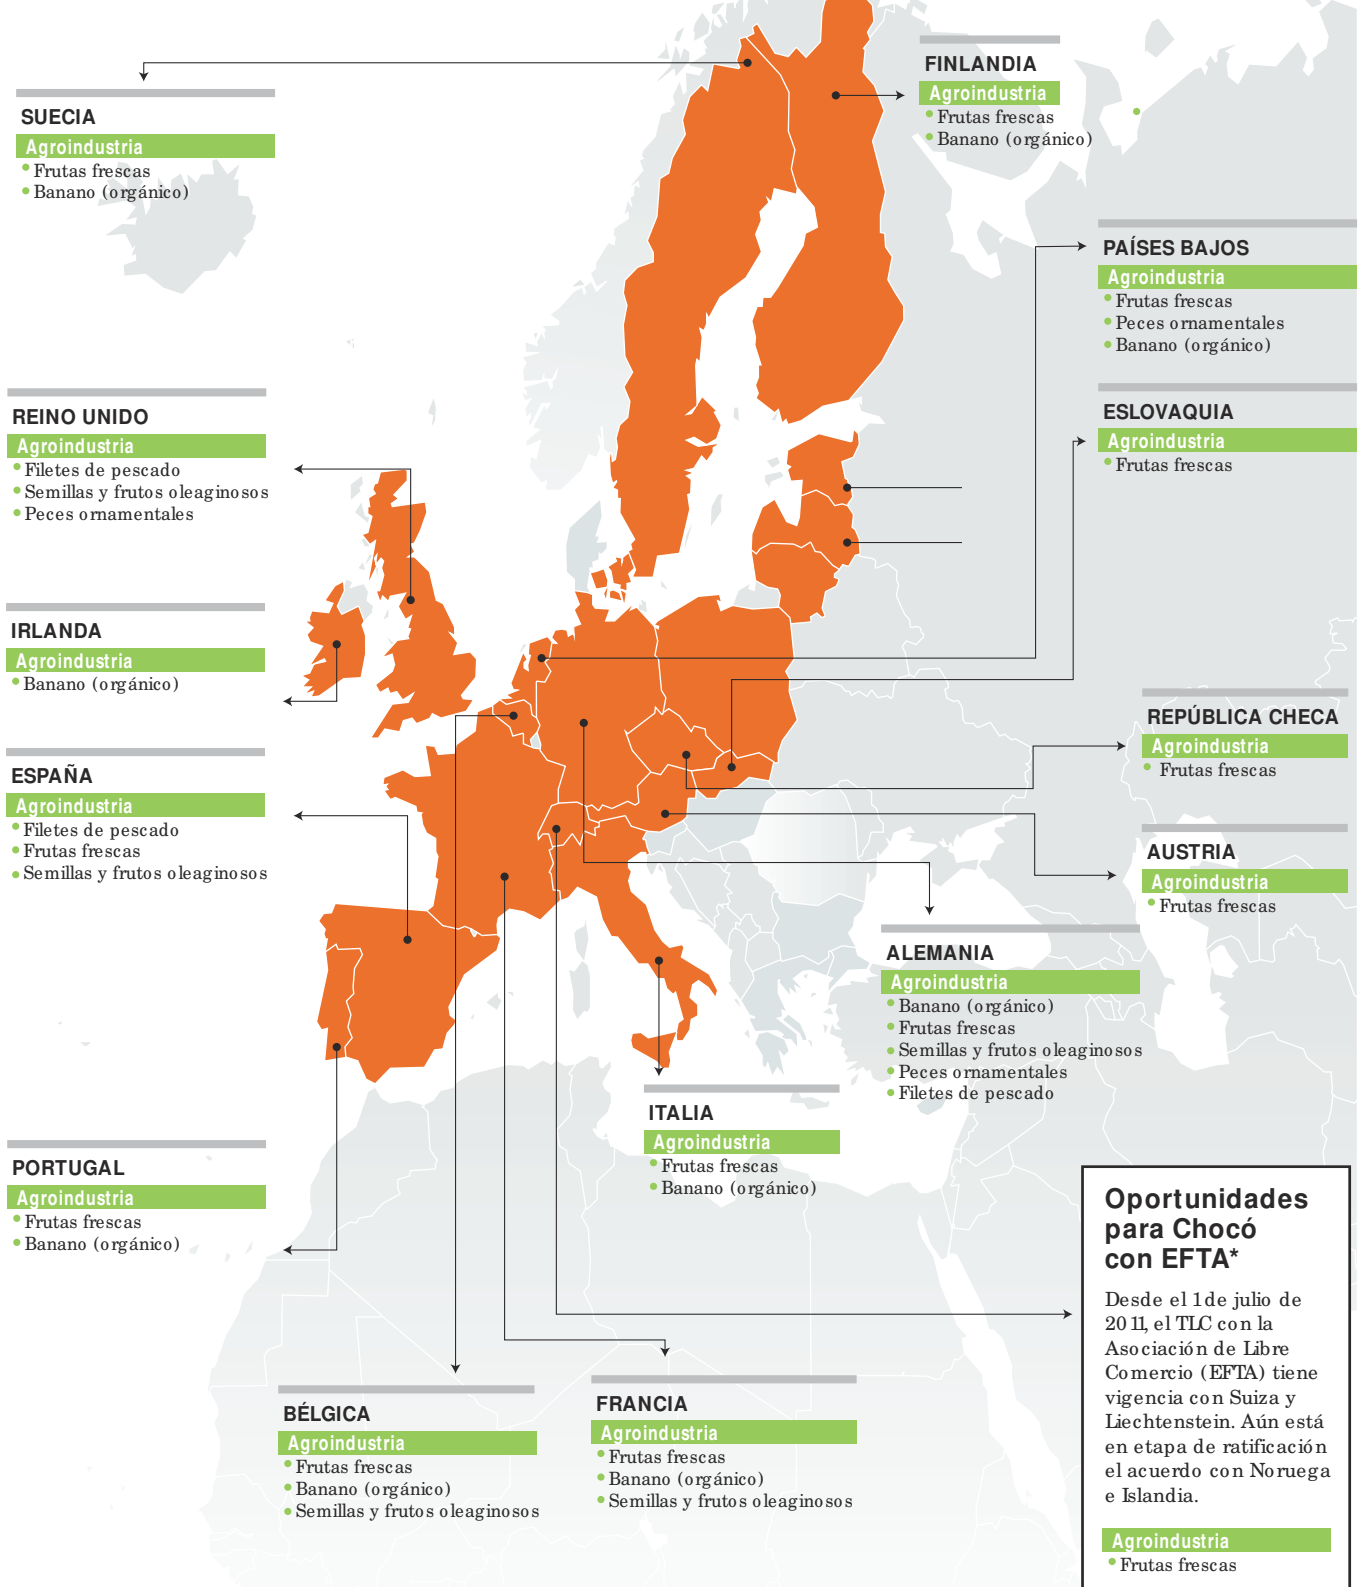 SUECIA
Agroindustria
Frutas frescas
Banano (orgánico)
FINLANDIA
Agroindustria
Frutas frescas
Banano (orgánico)
PAÍSES BAJOS
Agroindustria
Frutas frescas
Peces ornamentales
Banano (orgánico)
REINO UNIDO
Agroindustria
Filetes de pescado
Semillas y frutos oleaginosos
Peces ornamentales
ESLOVAQUIA
Agroindustria
Frutas frescas
IRLANDA
Agroindustria
Banano (orgánico)
REPÚBLICA CHECA
Agroindustria
Frutas frescas
ESPAÑA
Agroindustria
Filetes de pescado
Frutas frescas
Semillas y frutos oleaginosos
AUSTRIA
Agroindustria
Frutas frescas
ALEMANIA
Agroindustria
Banano (orgánico)
Frutas frescas
Semillas y frutos oleaginosos
Peces ornamentales
Filetes de pescado
ITALIA
Agroindustria
Frutas frescas
Banano (orgánico)
PORTUGAL
Agroindustria
Frutas frescas
Banano (orgánico)
Oportunidades
para Chocó
con EFTA*
Desde el 1 de julio de
2011, el TLC con la
Asociación de Libre
Comercio (EFTA) tiene
vigencia con Suiza y
Liechtenstein. Aún está
en etapa de ratificación
el acuerdo con Noruega
e Islandia.
Agroindustria
Frutas frescas
BÉLGICA
Agroindustria
Frutas frescas
Banano (orgánico)
Semillas y frutos oleaginosos
FRANCIA
Agroindustria
Frutas frescas
Banano (orgánico)
Semillas y frutos oleaginosos